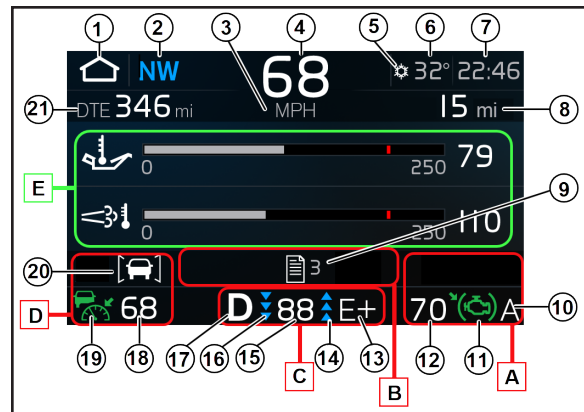 1 2 3 4 5 6 7
NW 68 32° 22:46
21 DTE 346 mi MPH 15 mi 8
E 0 250 79
9
0 250 110
20 3
D 68 D 88 E+ 70 A 10
19 18 17 16 15 14 13 12 11
C B A